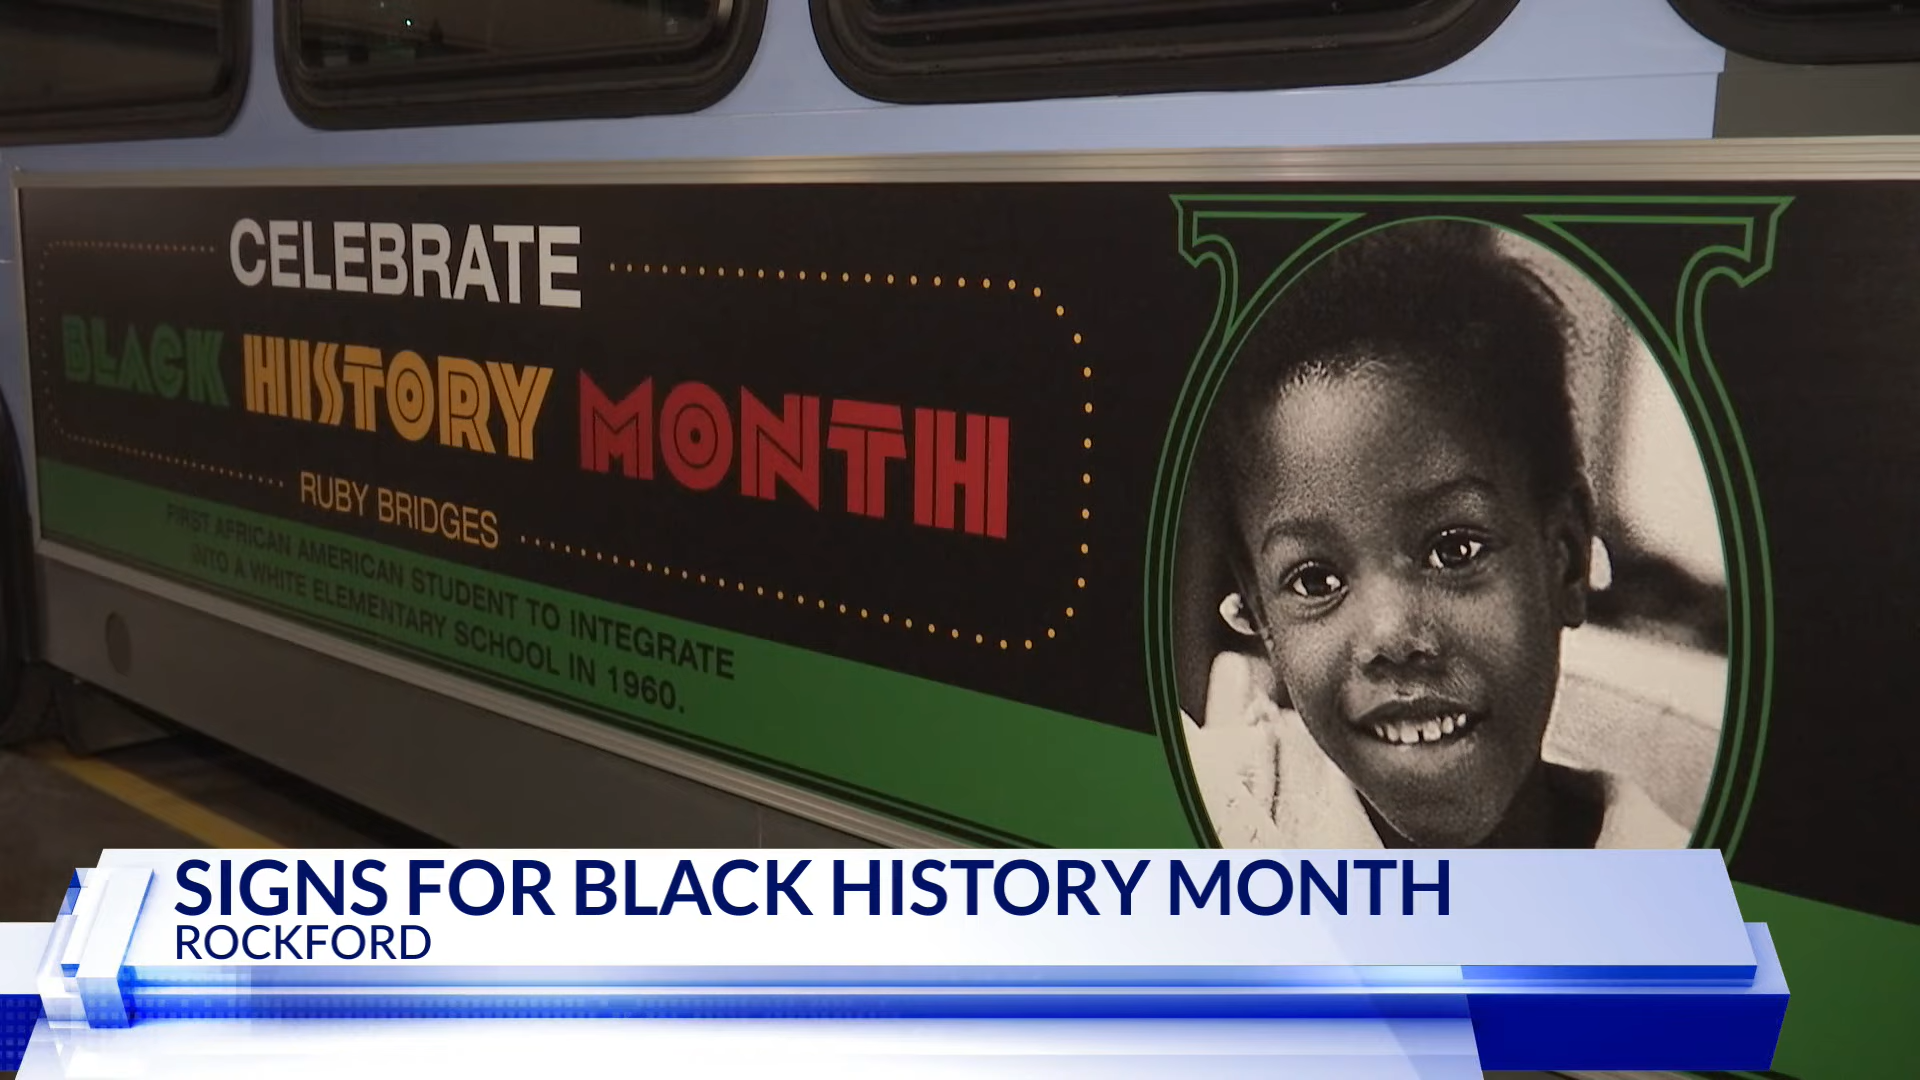 CELEBRATE
BLACK HISTORY MONTH
RUBY BRIDGES
FIRST AFRICAN AMERICAN STUDENT TO INTEGRATE
INTO A WHITE ELEMENTARY SCHOOL IN 1960.
SIGNS FOR BLACK HISTORY MONTH
ROCKFORD